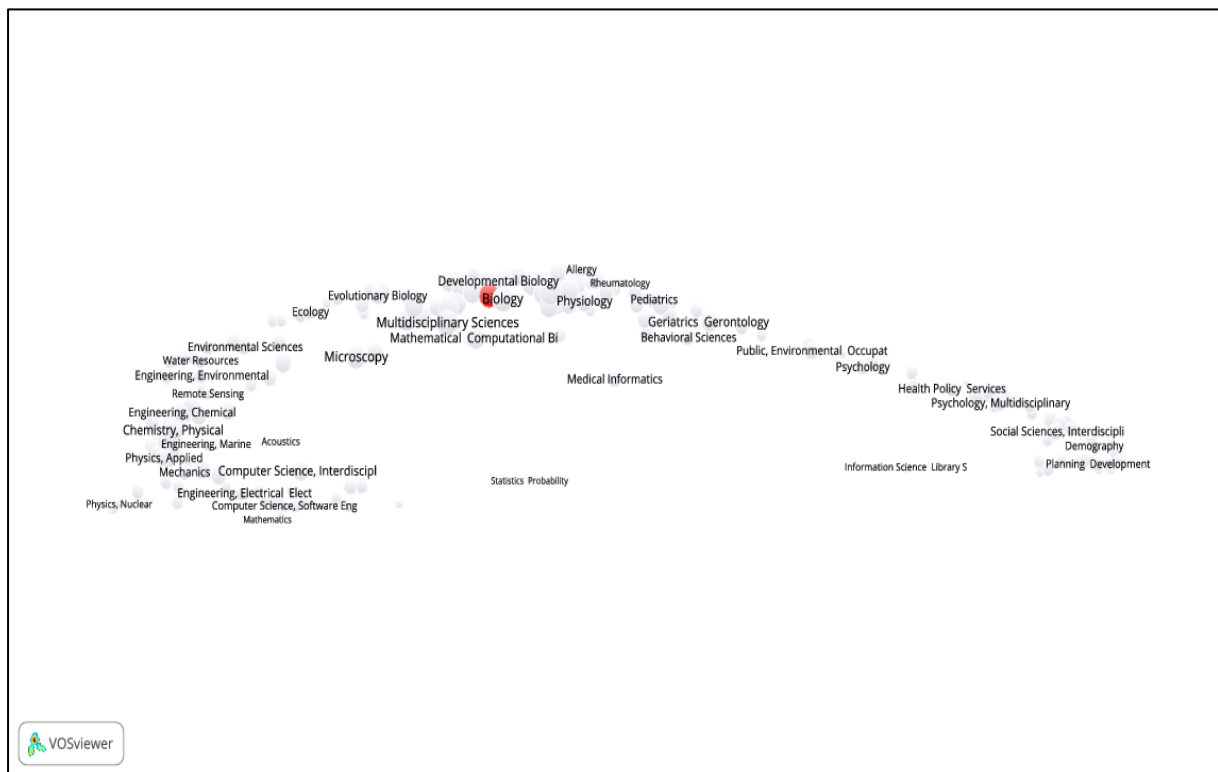 Allergy
Developmental Biology
Rheumatology
Evolutionary Biology
Biology
Physiology
Pediatrics
Ecology
Multidisciplinary Sciences
Geriatrics Gerontology
Mathematical Computational Bi
Behavioral Sciences
Environmental Sciences
Public, Environmental Occupat
Microscopy
Water Resources
Psychology
Engineering, Environmental
Medical Informatics
Health Policy Services
Remote Sensing
Psychology, Multidisciplinary
Engineering, Chemical
Chemistry, Physical
Social Sciences, Interdiscipli
Engineering, Marine
Acoustics
Demography
Physics, Applied
Planning Development
Information Science Library S
Mechanics
Computer Science, Interdiscipl
Statistics Probability
Engineering, Electrical Elect
Physics, Nuclear
Computer Science, Software Eng
Mathematics
VOSviewer